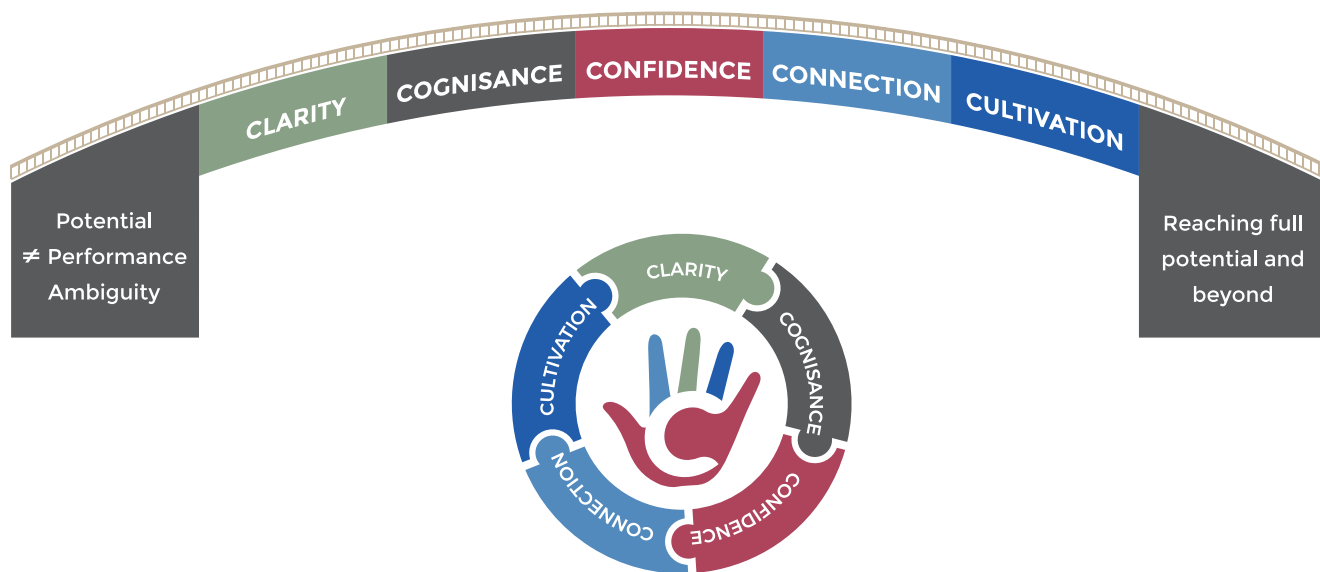 CLARITY
COGNISANCE
CONFIDENCE
CONNECTION
CULTIVATION
Potential
≠ Performance
Ambiguity
Reaching full
potential and
beyond
CLARITY
COGNISANCE
CONFIDENCE
CONNECTION
CULTIVATION